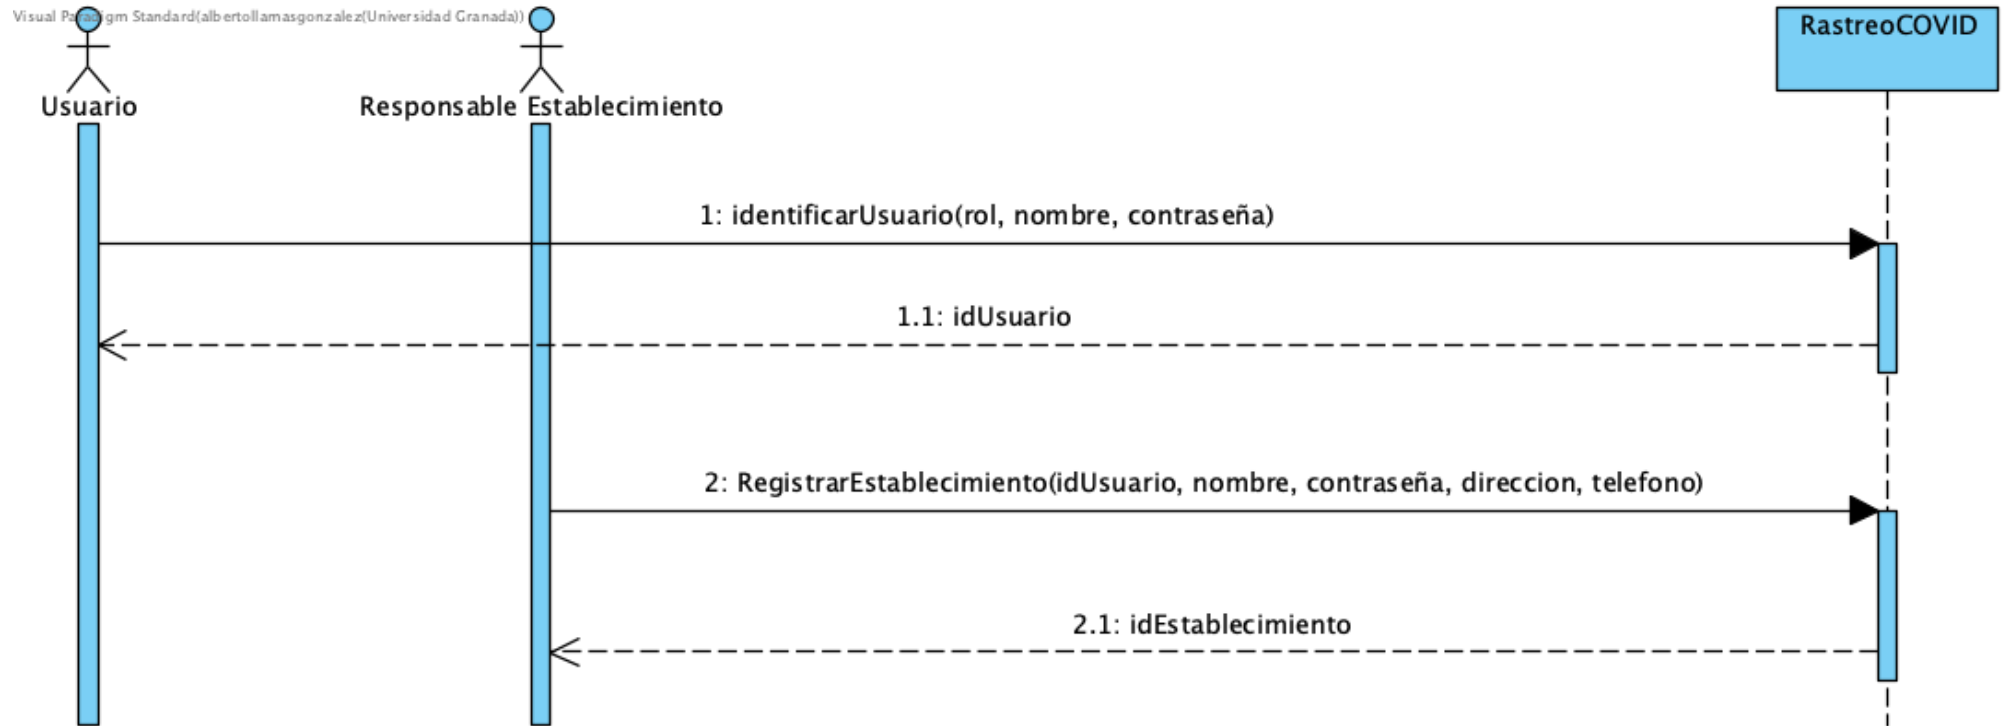 Visual Paradigm Standard(albertollamasgonzalez(Universidad Granada))
RastreoCOVID
Usuario
Responsable Establecimiento
1: identificarUsuario(rol, nombre, contraseña)
1.1: idUsuario
2: RegistrarEstablecimiento(idUsuario, nombre, contraseña, direccion, telefono)
2.1: idEstablecimiento